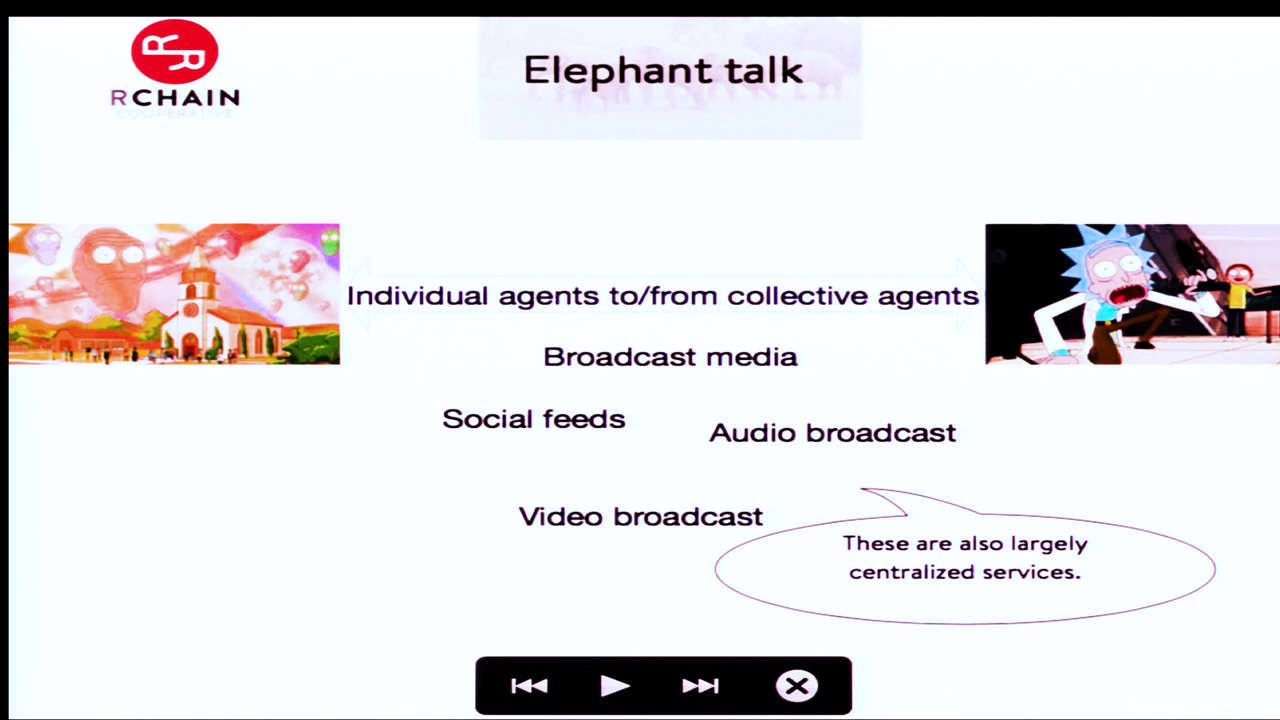 RCHAIN
COOPERATIVE
Elephant talk
Individual agents to/from collective agents
Broadcast media
Social feeds
Audio broadcast
Video broadcast
These are also largely
centralized services.